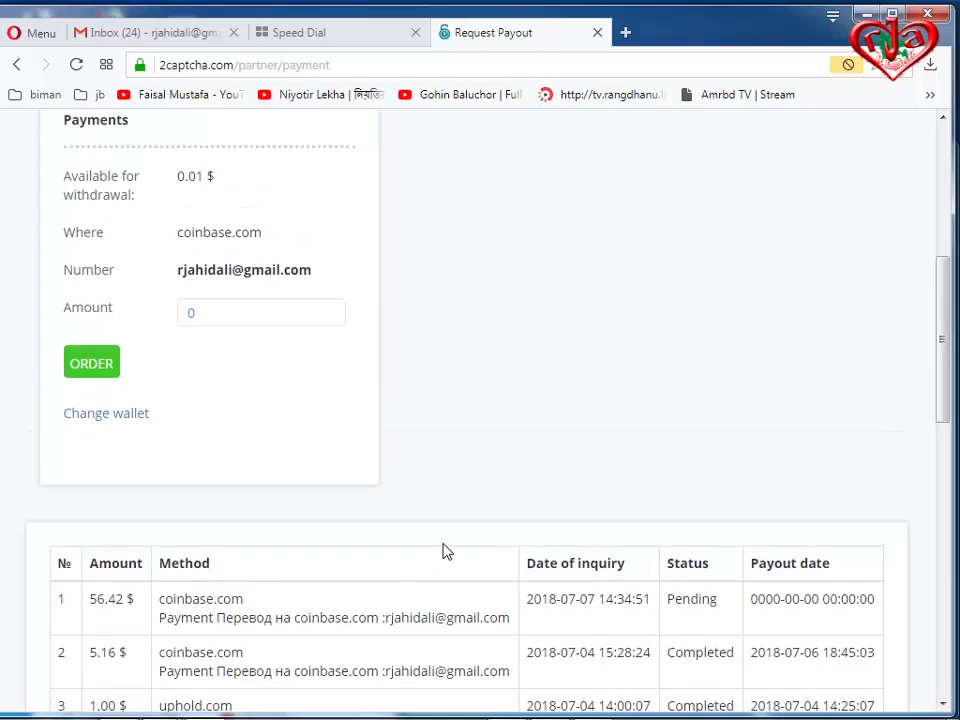 Menu
Inbox (24) - rjahidali@gm
Speed Dial
Request Payout
2captcha.com/partner/payment
rja
biman
jb
Faisal Mustafa - YouT
Niyotir Lekha | নিয়তির
Gohin Baluchor | Full
http://tv.rangdhanu.l
Amrbd TV | Stream
»
Payments
Available for withdrawal: 0.01 $
Where coinbase.com
Number rjahidali@gmail.com
Amount 0
ORDER
Change wallet
№ Amount Method Date of inquiry Status Payout date
1 56.42 $ coinbase.com 2018-07-07 14:34:51 Pending 0000-00-00 00:00:00
Payment Перевод на coinbase.com :rjahidali@gmail.com
2 5.16 $ coinbase.com 2018-07-04 15:28:24 Completed 2018-07-06 18:45:03
Payment Перевод на coinbase.com :rjahidali@gmail.com
3 1.00 $ uphold.com 2018-07-04 14:00:07 Completed 2018-07-04 14:25:07